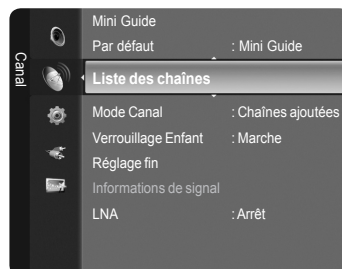 Canal
Mini Guide
Par défaut : Mini Guide
Liste des chaînes
Mode Canal : Chaînes ajoutées
Verrouillage Enfant : Marche
Réglage fin
Informations de signal
LNA : Arrêt